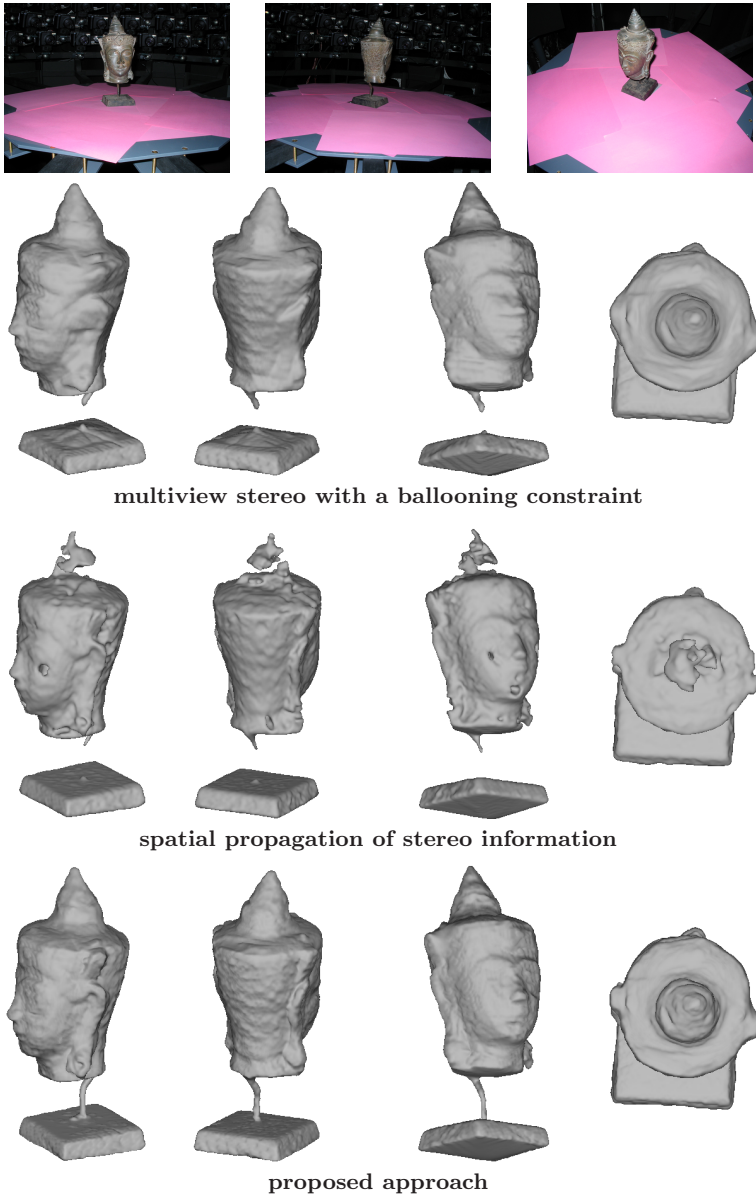 multiview stereo with a ballooning constraint
spatial propagation of stereo information
proposed approach